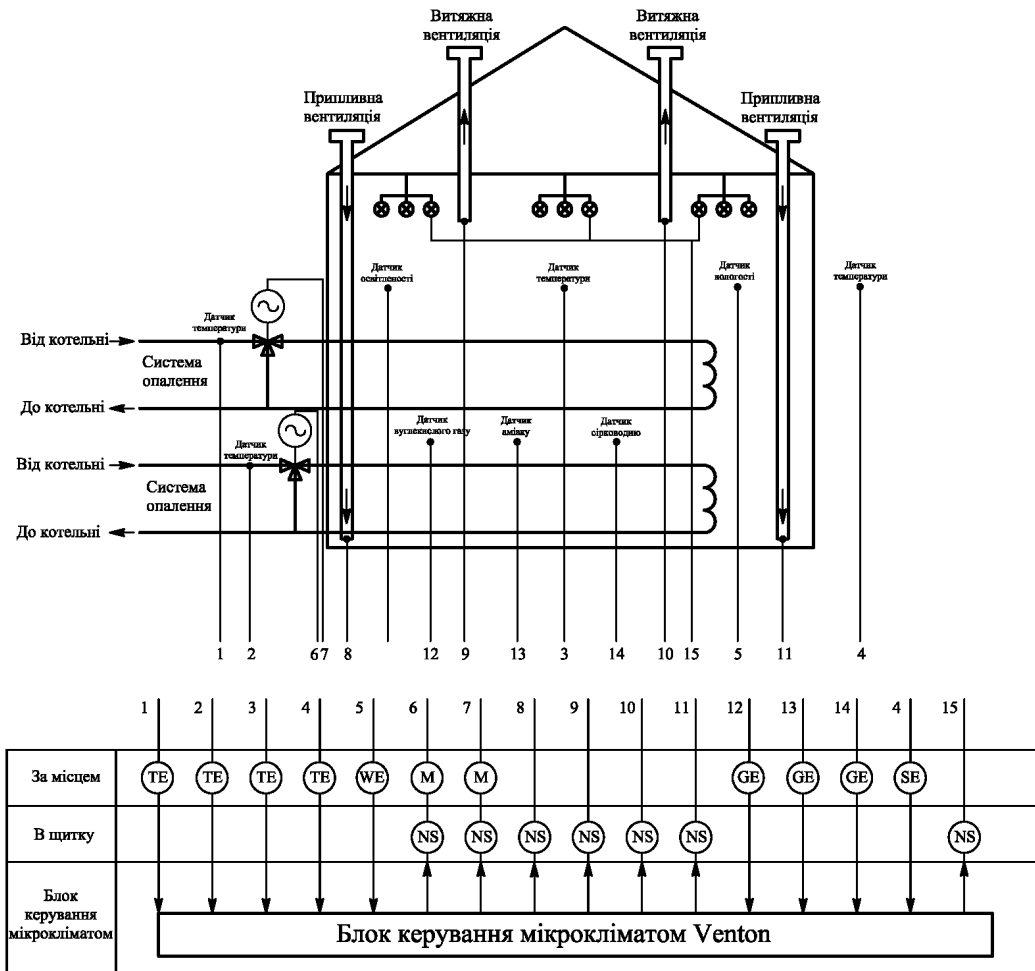 Витяжна
вентиляція
Витяжна
вентиляція
Припливна
вентиляція
Припливна
вентиляція
Датчик
освітленості
Датчик
температури
Датчик
вологості
Датчик
температури
Датчик
температури
Від котельні
Система
опалення
До котельні
Датчик
вуглекислого газу
Датчик
аміаку
Датчик
сірководню
Датчик
температури
Від котельні
Система
опалення
До котельні
1 2 6 7 8 12 9 13 3 14 10 15 5 11 4
1 2 3 4 5 6 7 8 9 10 11 12 13 14 4 15
За місцем TE TE TE TE WE M M GE GE GE SE
В щитку NS NS NS NS NS NS NS
Блок
керування
мікрокліматом
Блок керування мікрокліматом Venton